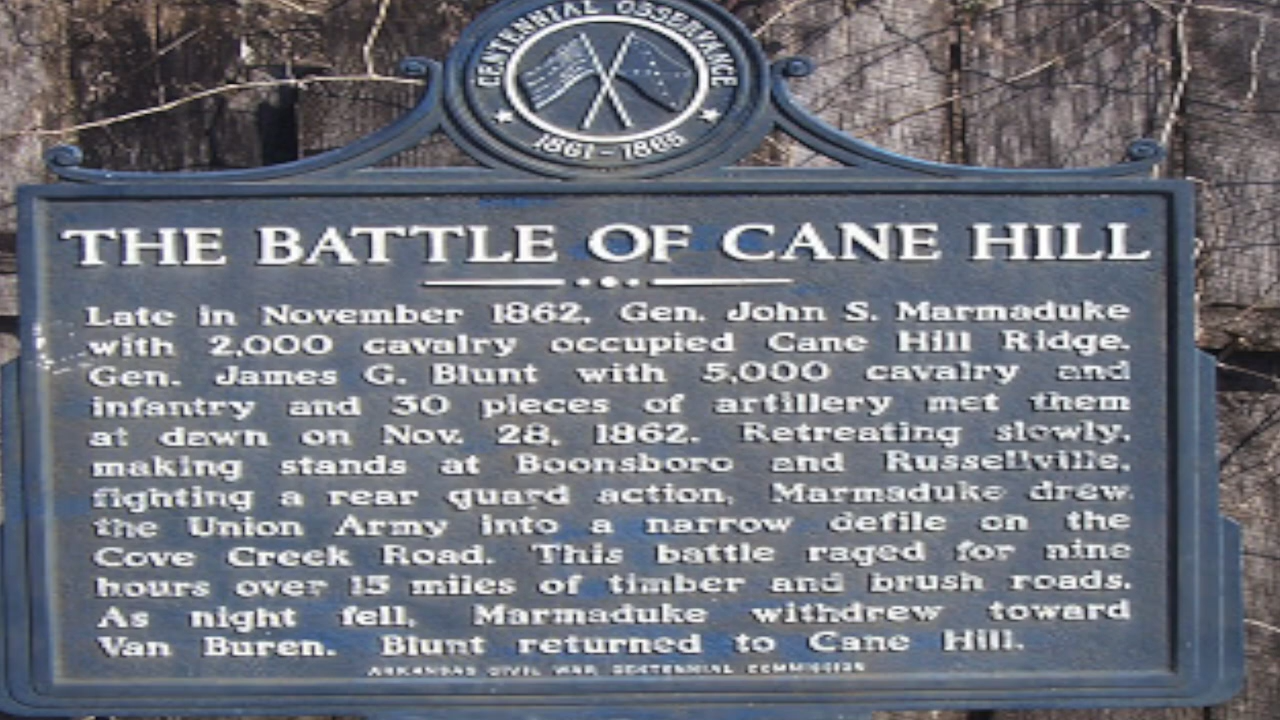 CENTENNIAL OBSERVANCE
1861-1865
THE BATTLE OF CANE HILL
Late in November 1862, Gen. John S. Marmaduke
with 2,000 cavalry occupied Cane Hill Ridge.
Gen. James G. Blunt with 5,000 cavalry and
infantry and 30 pieces of artillery met them
at dawn on Nov. 28, 1862. Retreating slowly,
making stands at Boonsboro and Russellville,
fighting a rear guard action, Marmaduke drew
the Union Army into a narrow defile on the
Cove Creek Road. This battle raged for nine
hours over 15 miles of timber and brush roads.
As night fell, Marmaduke withdrew toward
Van Buren. Blunt returned to Cane Hill.
ARKANSAS CIVIL WAR CENTENNIAL COMMISSION